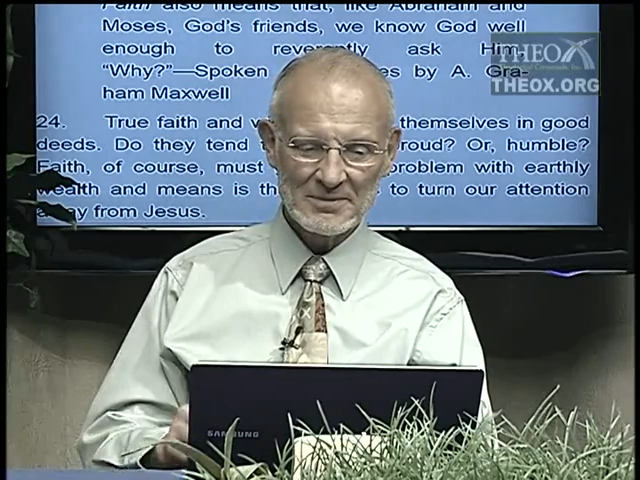 Faith also means that, like Abraham and
Moses, God's friends, we know God well
enough to reverently ask Him,
"Why?"—Spoken by A. Gra-
ham Maxwell
24. True faith and themselves in good
deeds. Do they tend proud? Or, humble?
Faith, of course, must problem with earthly
wealth and means is to turn our attention
away from Jesus.
THEOX
THEOX.ORG
SAMSUNG